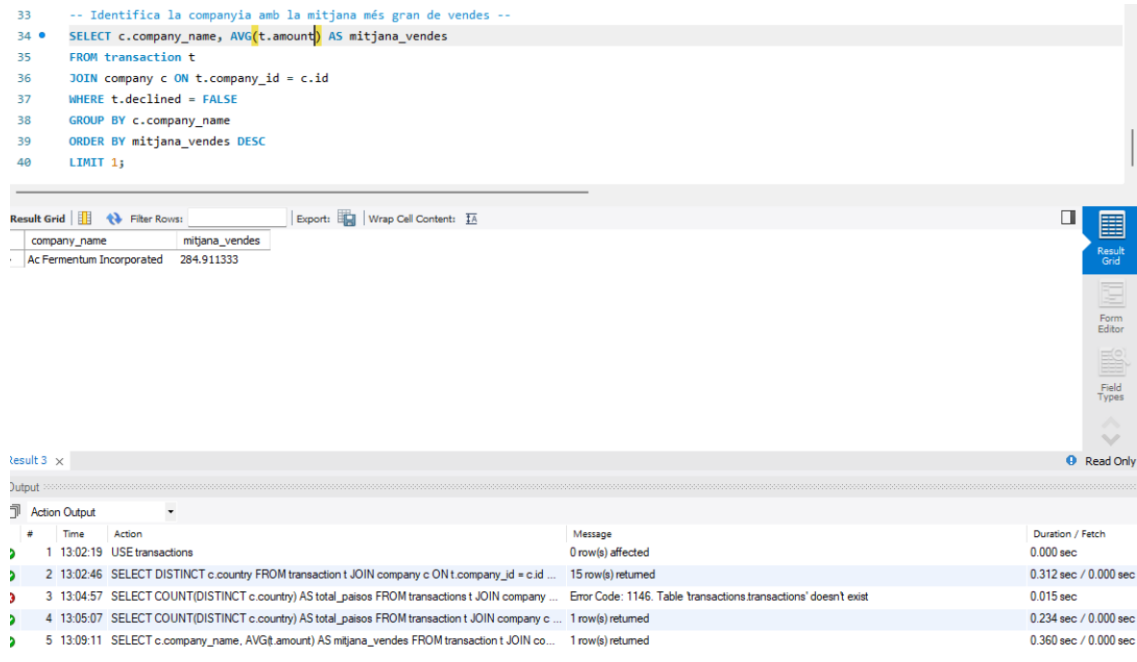 33 -- Identifica la companyia amb la mitjana més gran de vendes --
34 SELECT c.company_name, AVG(t.amount) AS mitjana_vendes
35 FROM transaction t
36 JOIN company c ON t.company_id = c.id
37 WHERE t.declined = FALSE
38 GROUP BY c.company_name
39 ORDER BY mitjana_vendes DESC
40 LIMIT 1;
Result Grid Filter Rows: Export: Wrap Cell Content: IA
company_name mitjana_vendes
Ac Fermentum Incorporated 284.911333
Result Grid
Form Editor
Field Types
Result 3 × Read Only
Output
Action Output
# Time Action Message Duration / Fetch
1 13:02:19 USE transactions 0 row(s) affected 0.000 sec
2 13:02:46 SELECT DISTINCT c.country FROM transaction t JOIN company c ON t.company_id = c.id ... 15 row(s) returned 0.312 sec / 0.000 sec
3 13:04:57 SELECT COUNT(DISTINCT c.country) AS total_paisos FROM transactions t JOIN company ... Error Code: 1146. Table 'transactions.transactions' doesn't exist 0.015 sec
4 13:05:07 SELECT COUNT(DISTINCT c.country) AS total_paisos FROM transaction t JOIN company c ... 1 row(s) returned 0.234 sec / 0.000 sec
5 13:09:11 SELECT c.company_name, AVG(t.amount) AS mitjana_vendes FROM transaction t JOIN co... 1 row(s) returned 0.360 sec / 0.000 sec